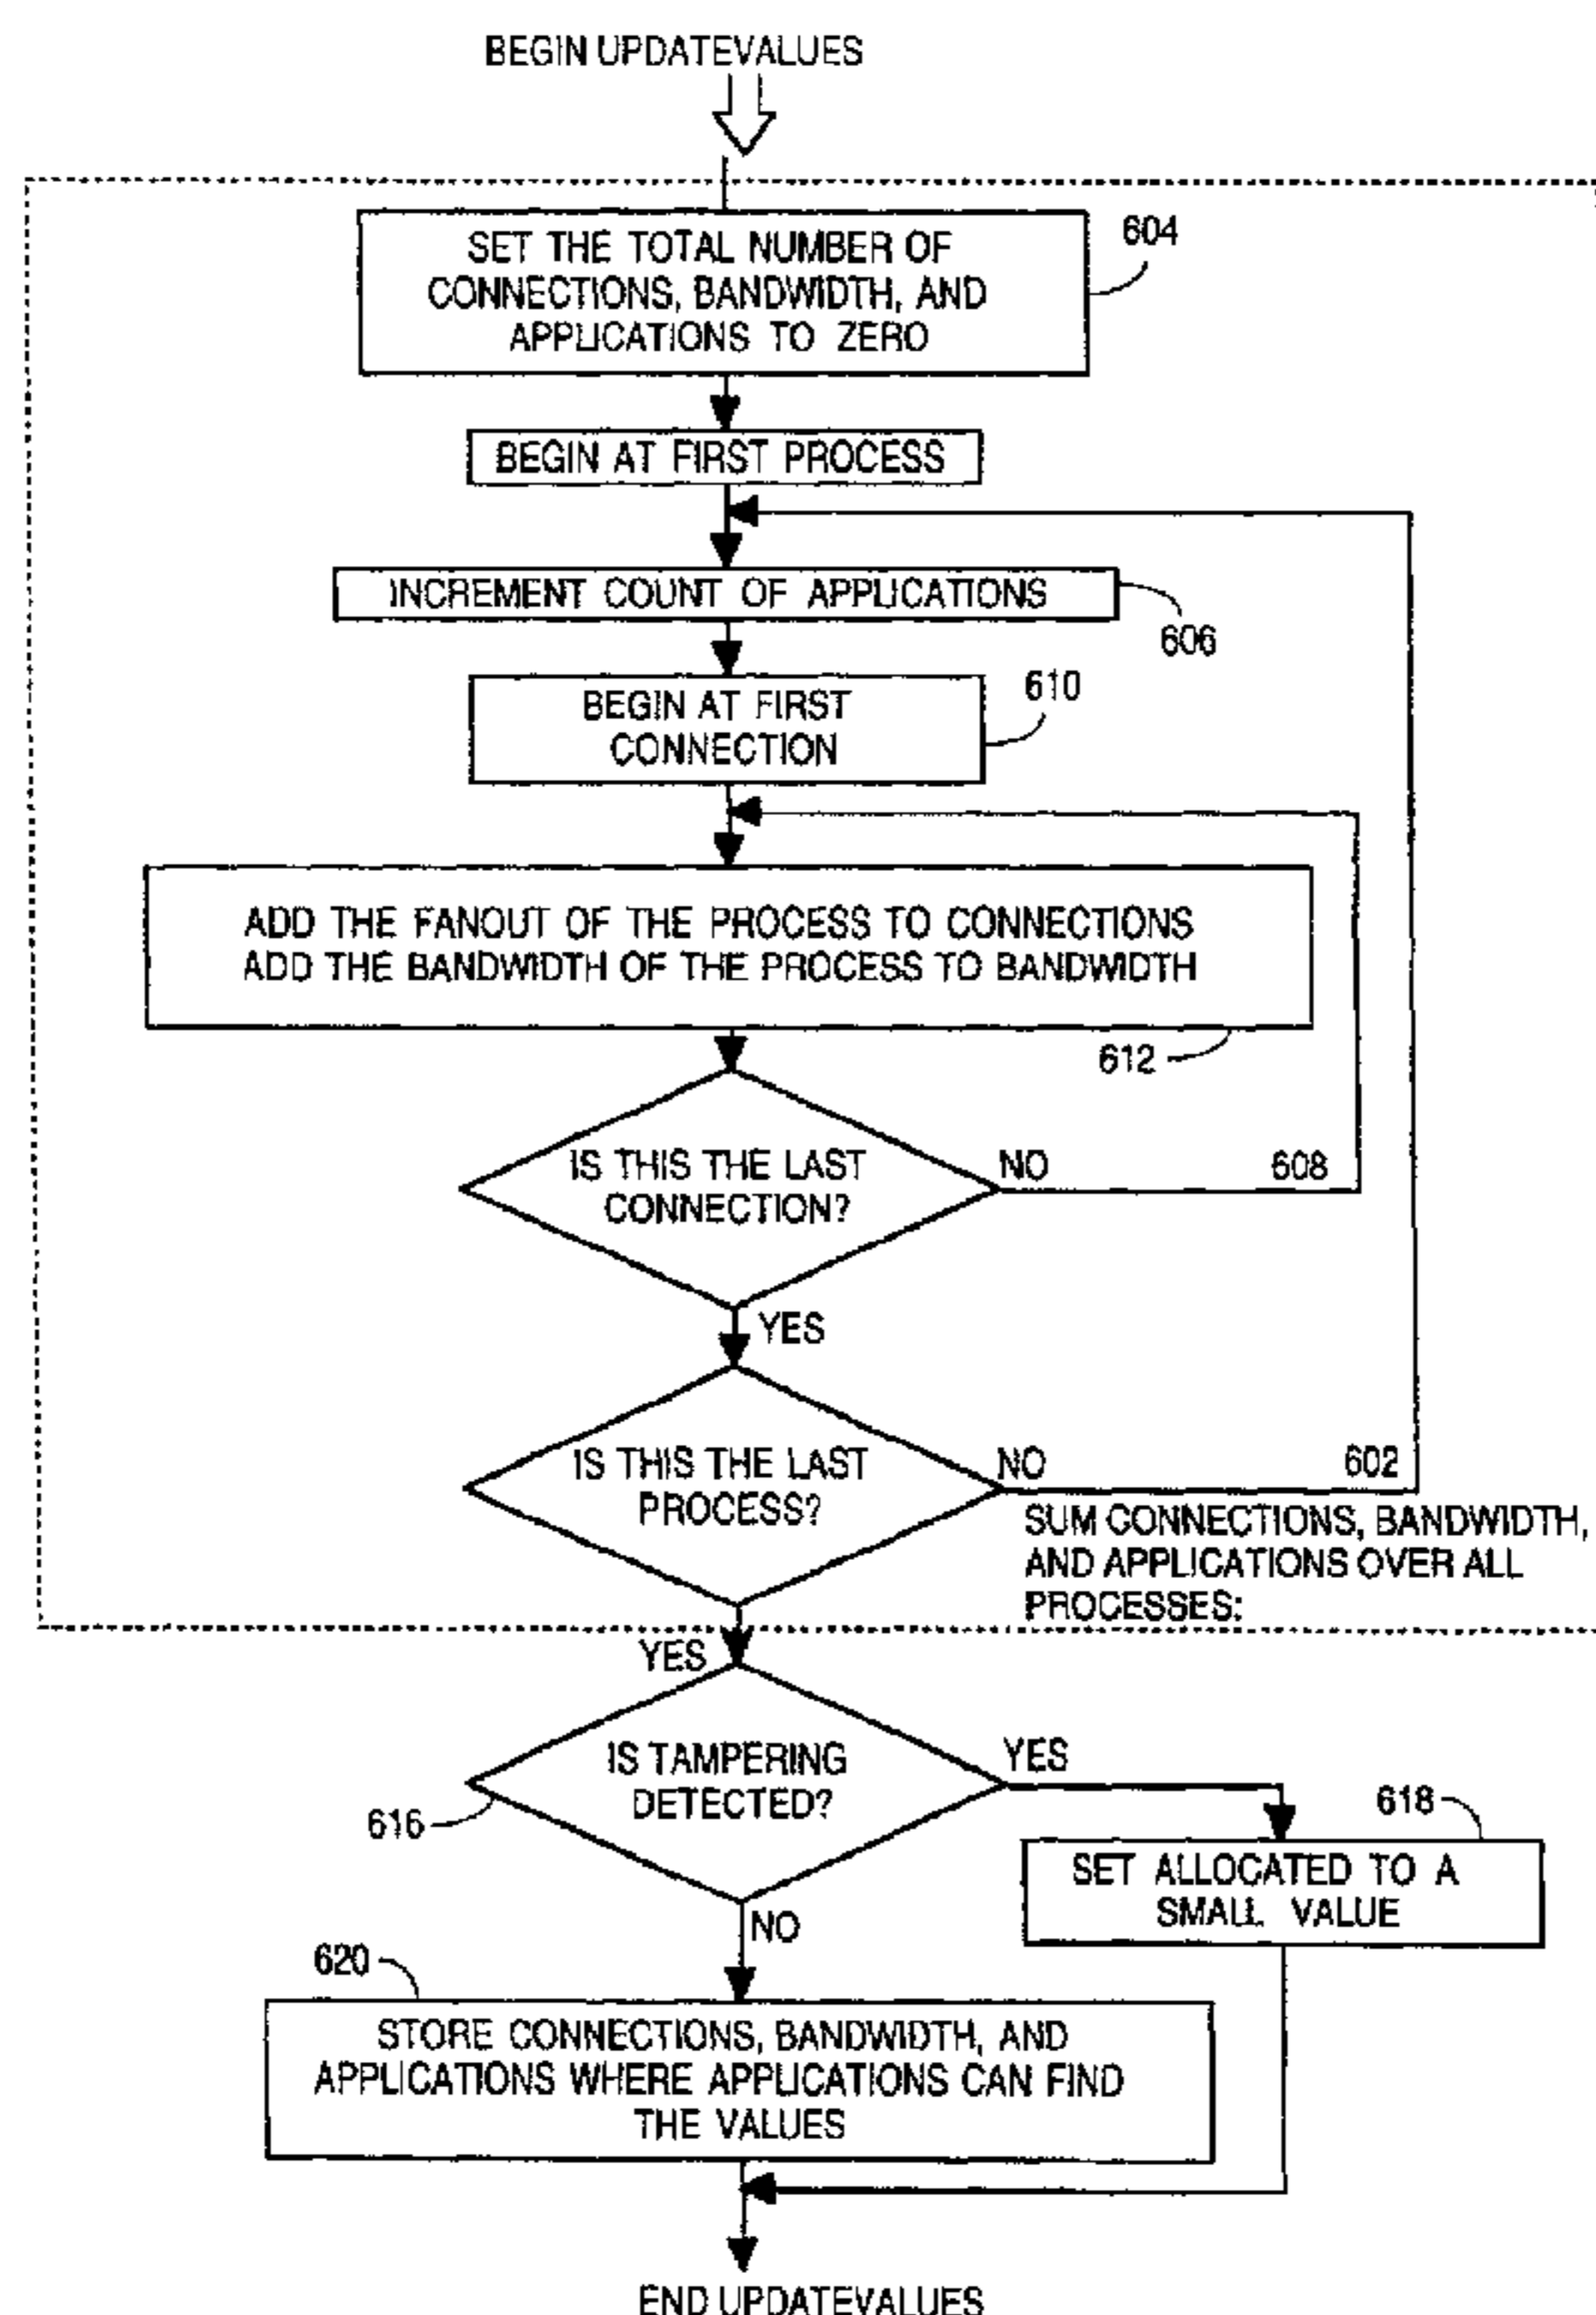 BEGIN UPDATEVALUES
SET THE TOTAL NUMBER OF
CONNECTIONS, BANDWIDTH, AND
APPLICATIONS TO ZERO
604
BEGIN AT FIRST PROCESS
INCREMENT COUNT OF APPLICATIONS
606
BEGIN AT FIRST
CONNECTION
610
ADD THE FANOUT OF THE PROCESS TO CONNECTIONS
ADD THE BANDWIDTH OF THE PROCESS TO BANDWIDTH
612
IS THIS THE LAST
CONNECTION?
NO
608
YES
IS THIS THE LAST
PROCESS?
NO
602
SUM CONNECTIONS, BANDWIDTH,
AND APPLICATIONS OVER ALL
PROCESSES:
YES
IS TAMPERING
DETECTED?
YES
616
618
SET ALLOCATED TO A
SMALL VALUE
NO
620
STORE CONNECTIONS, BANDWIDTH, AND
APPLICATIONS WHERE APPLICATIONS CAN FIND
THE VALUES
END UPDATEVALUES